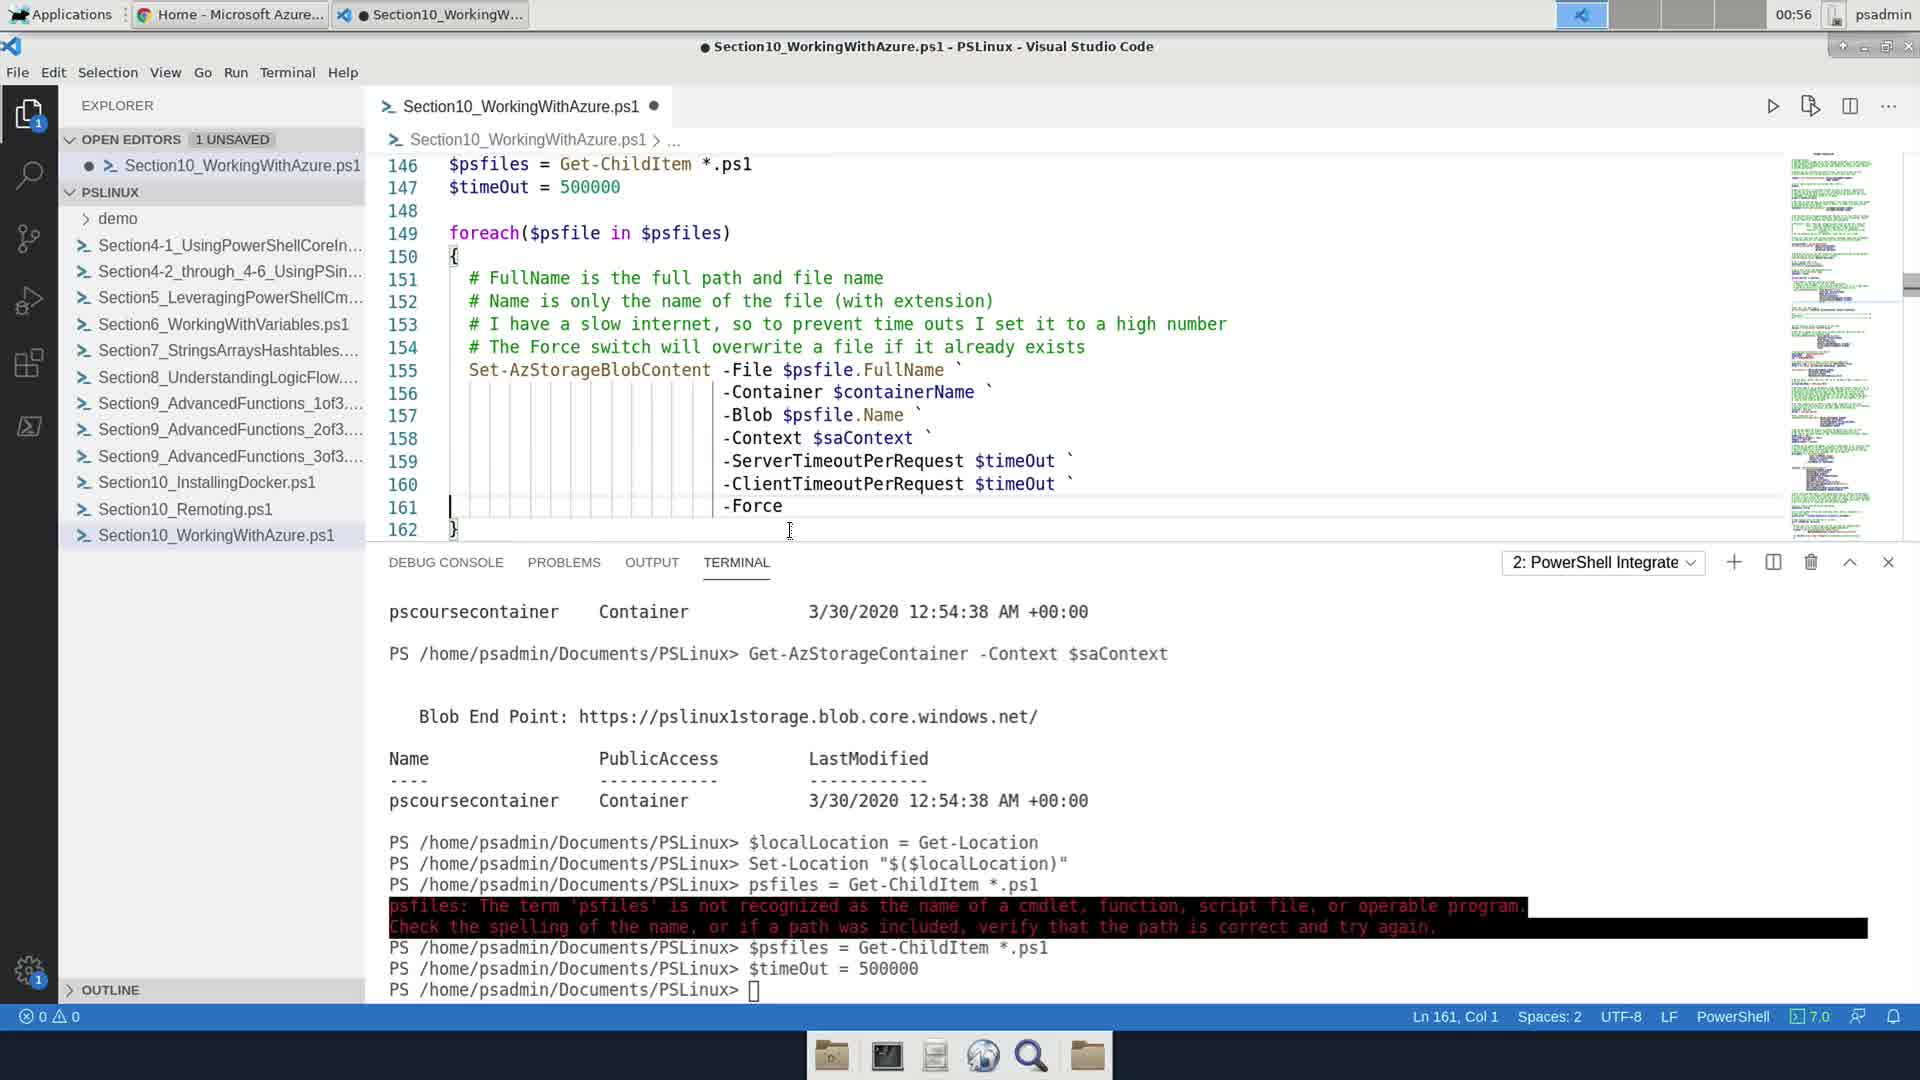 Applications
Home - Microsoft Azure...
● Section10_WorkingW...
00:56
psadmin
● Section10_WorkingWithAzure.ps1 - PSLinux - Visual Studio Code
File Edit Selection View Go Run Terminal Help
EXPLORER
OPEN EDITORS 1 UNSAVED
Section10_WorkingWithAzure.ps1
PSLINUX
demo
Section4-1_UsingPowerShellCoreIn...
Section4-2_through_4-6_UsingPSin...
Section5_LeveragingPowerShellCm...
Section6_WorkingWithVariables.ps1
Section7_StringsArraysHashtables....
Section8_UnderstandingLogicFlow....
Section9_AdvancedFunctions_1of3....
Section9_AdvancedFunctions_2of3....
Section9_AdvancedFunctions_3of3....
Section10_InstallingDocker.ps1
Section10_Remoting.ps1
Section10_WorkingWithAzure.ps1
OUTLINE
1
1
Section10_WorkingWithAzure.ps1 ●
Section10_WorkingWithAzure.ps1 > ...
146 $psfiles = Get-ChildItem *.ps1
147 $timeOut = 500000
148
149 foreach($psfile in $psfiles)
150 {
151 # FullName is the full path and file name
152 # Name is only the name of the file (with extension)
153 # I have a slow internet, so to prevent time outs I set it to a high number
154 # The Force switch will overwrite a file if it already exists
155 Set-AzStorageBlobContent -File $psfile.FullName `
156 -Container $containerName `
157 -Blob $psfile.Name `
158 -Context $saContext `
159 -ServerTimeoutPerRequest $timeOut `
160 -ClientTimeoutPerRequest $timeOut `
161 -Force
162 }
DEBUG CONSOLE PROBLEMS OUTPUT TERMINAL
2: PowerShell Integrate
pscoursecontainer Container 3/30/2020 12:54:38 AM +00:00
PS /home/psadmin/Documents/PSLinux> Get-AzStorageContainer -Context $saContext
Blob End Point: https://pslinux1storage.blob.core.windows.net/
Name PublicAccess LastModified
---- ------------ ------------
pscoursecontainer Container 3/30/2020 12:54:38 AM +00:00
PS /home/psadmin/Documents/PSLinux> $localLocation = Get-Location
PS /home/psadmin/Documents/PSLinux> Set-Location "$($localLocation)"
PS /home/psadmin/Documents/PSLinux> psfiles = Get-ChildItem *.ps1
psfiles: The term 'psfiles' is not recognized as the name of a cmdlet, function, script file, or operable program.
Check the spelling of the name, or if a path was included, verify that the path is correct and try again.
PS /home/psadmin/Documents/PSLinux> $psfiles = Get-ChildItem *.ps1
PS /home/psadmin/Documents/PSLinux> $timeOut = 500000
PS /home/psadmin/Documents/PSLinux>
0 0
Ln 161, Col 1 Spaces: 2 UTF-8 LF PowerShell 7.0